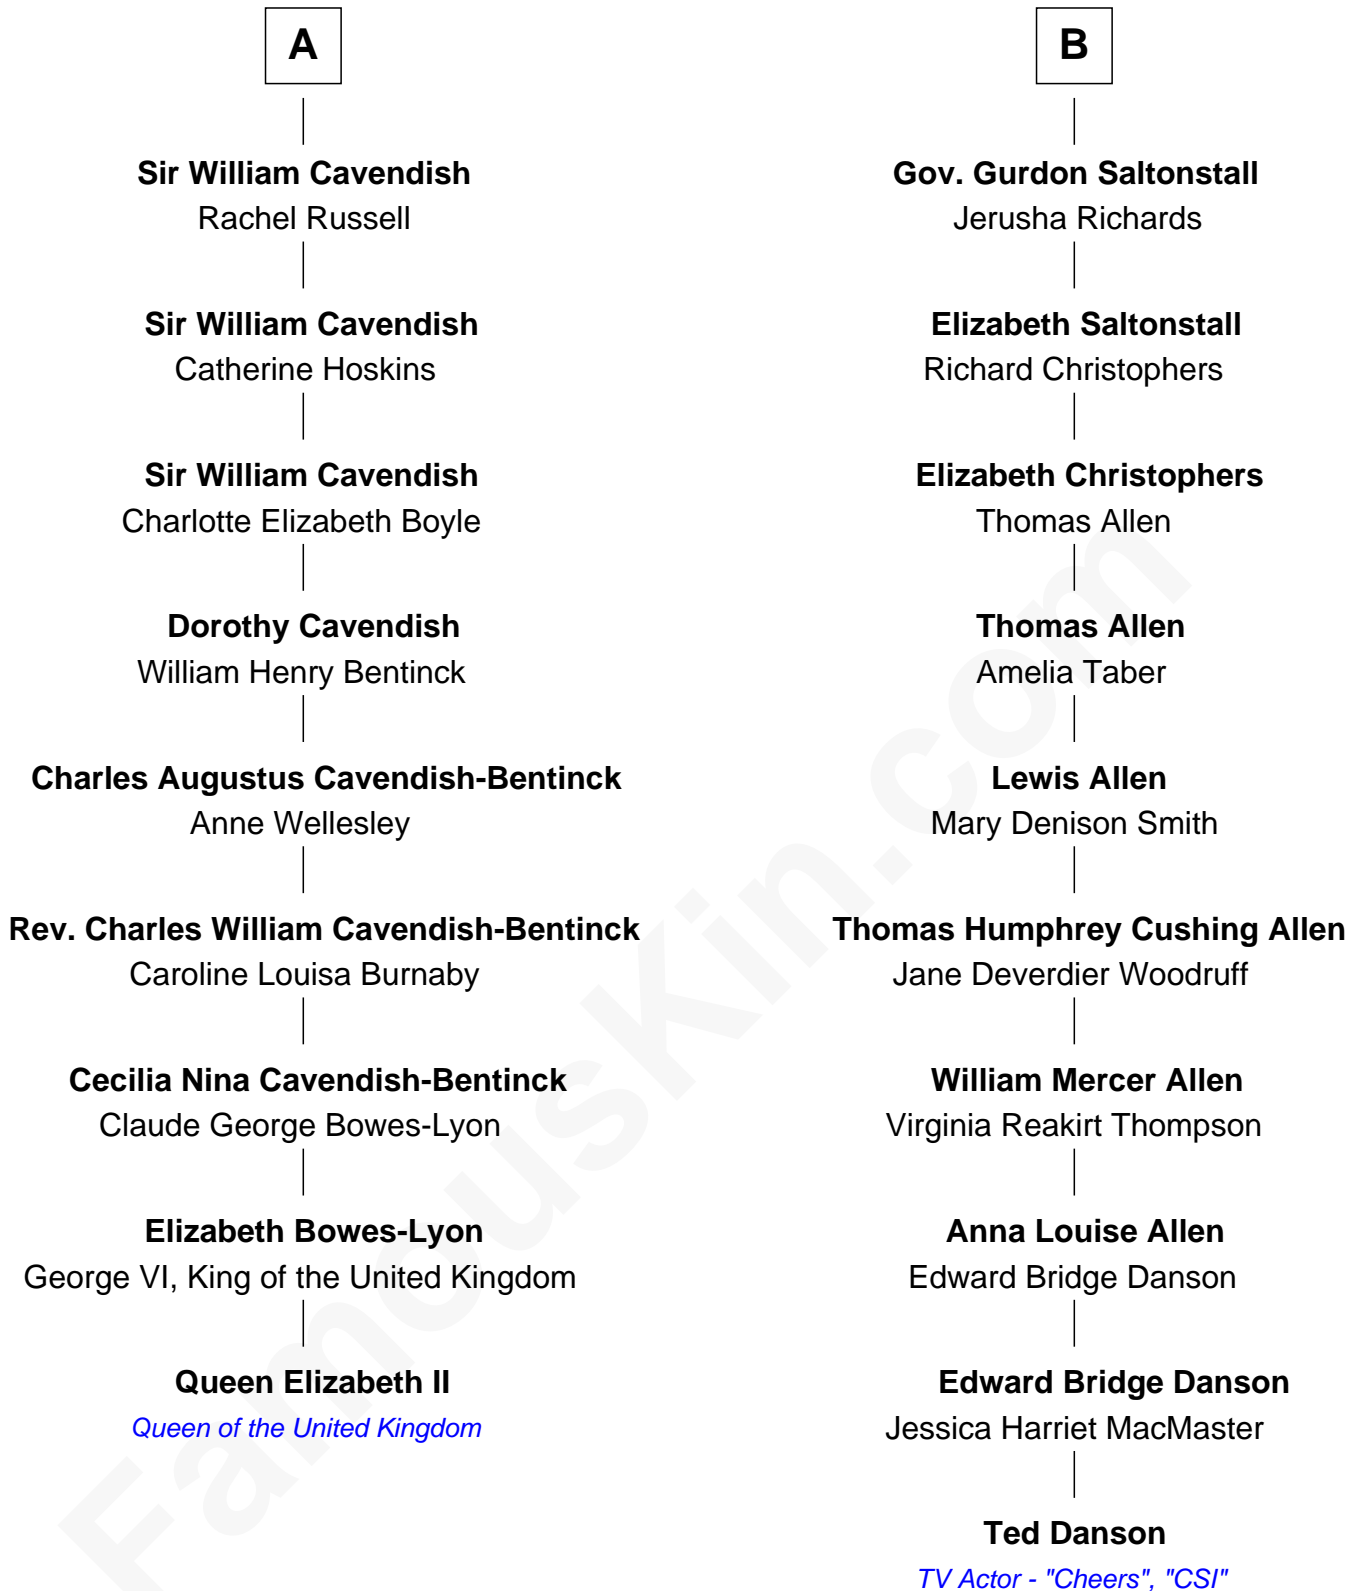 A
Sir William Cavendish
Rachel Russell
Sir William Cavendish
Catherine Hoskins
Sir William Cavendish
Charlotte Elizabeth Boyle
Dorothy Cavendish
William Henry Bentinck
Charles Augustus Cavendish-Bentinck
Anne Wellesley
Rev. Charles William Cavendish-Bentinck
Caroline Louisa Burnaby
Cecilia Nina Cavendish-Bentinck
Claude George Bowes-Lyon
Elizabeth Bowes-Lyon
George VI, King of the United Kingdom
Queen Elizabeth II
Queen of the United Kingdom
B
Gov. Gurdon Saltonstall
Jerusha Richards
Elizabeth Saltonstall
Richard Christophers
Elizabeth Christophers
Thomas Allen
Thomas Allen
Amelia Taber
Lewis Allen
Mary Denison Smith
Thomas Humphrey Cushing Allen
Jane Deverdier Woodruff
William Mercer Allen
Virginia Reakirt Thompson
Anna Louise Allen
Edward Bridge Danson
Edward Bridge Danson
Jessica Harriet MacMaster
Ted Danson
TV Actor - "Cheers", "CSI"
FamousKin.com